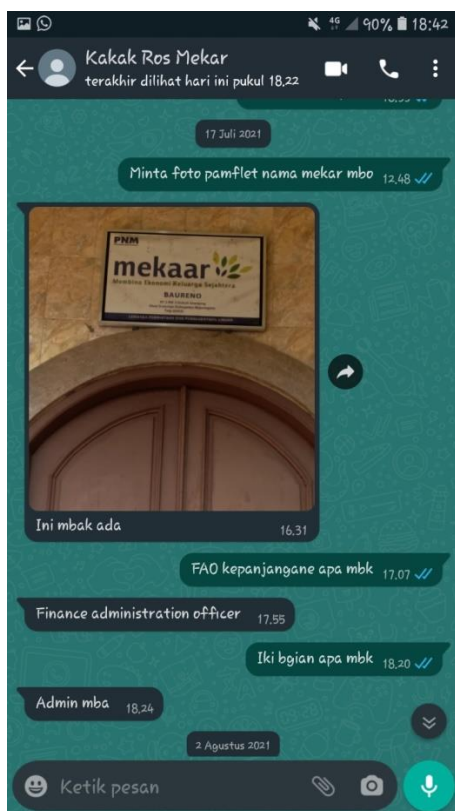 4G 90% 18:42
Kakak Ros Mekar
terakhir dilihat hari ini pukul 18.22
17 Juli 2021
Minta foto pamflet nama mekar mbo 12.48
PNM
mekaar
Membina Ekonomi Keluarga Sejahtera
BAURENO
Ini mbak ada 16.31
FAO kepanjangane apa mbk 17.07
Finance administration officer 17.55
Iki bgian apa mbk 18.20
Admin mba 18.24
2 Agustus 2021
Ketik pesan